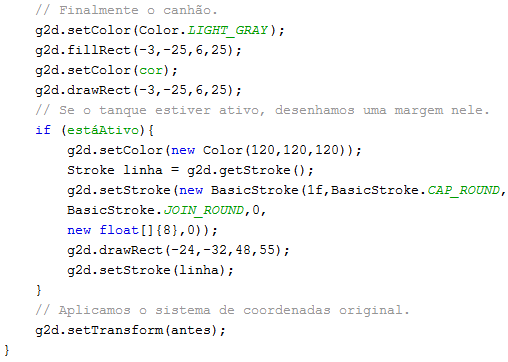 // Finalmente o canhão.
g2d.setColor(Color.LIGHT_GRAY);
g2d.fillRect(-3,-25,6,25);
g2d.setColor(cor);
g2d.drawRect(-3,-25,6,25);
// Se o tanque estiver ativo, desenhamos uma margem nele.
if (estáAtivo){
g2d.setColor(new Color(120,120,120));
Stroke linha = g2d.getStroke();
g2d.setStroke(new BasicStroke(1f,BasicStroke.CAP_ROUND,
BasicStroke.JOIN_ROUND,0,
new float[]{8},0));
g2d.drawRect(-24,-32,48,55);
g2d.setStroke(linha);
}
// Aplicamos o sistema de coordenadas original.
g2d.setTransform(antes);
}